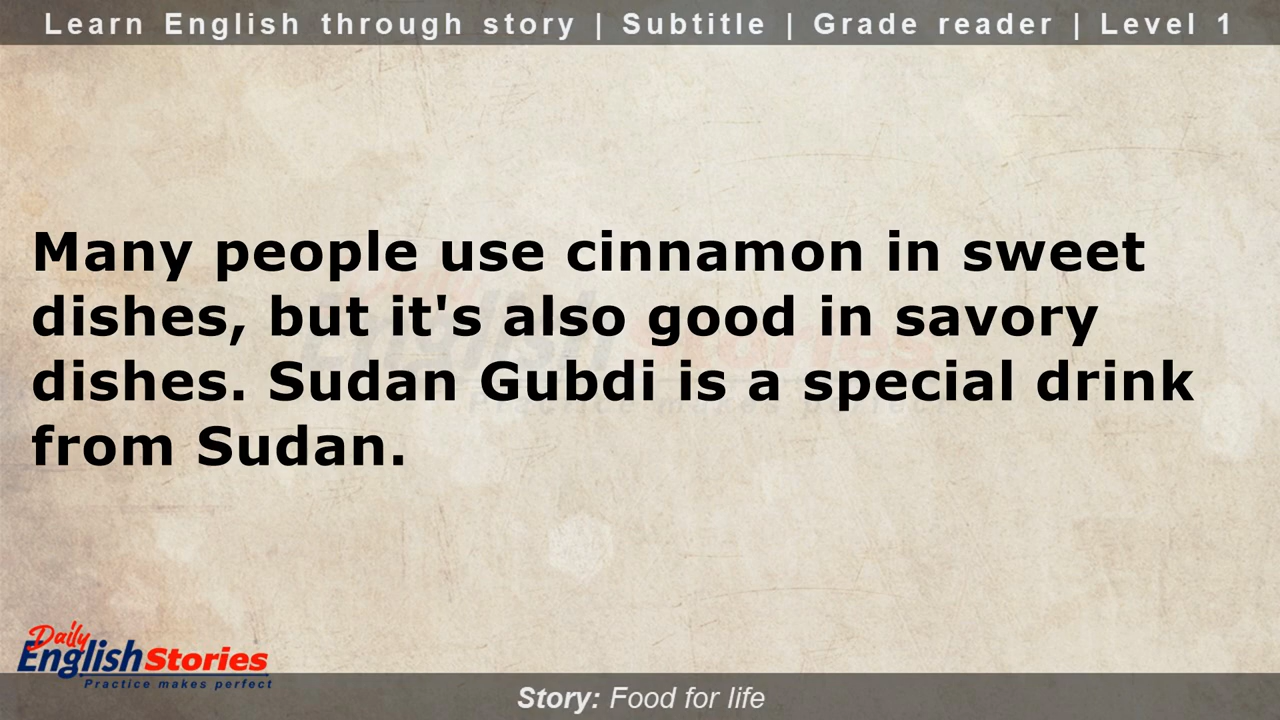 Learn English through story | Subtitle | Grade reader | Level 1
Many people use cinnamon in sweet
dishes, but it's also good in savory
dishes. Sudan Gubdi is a special drink
from Sudan.
Daily
English Stories
Practice makes perfect
Story: Food for life